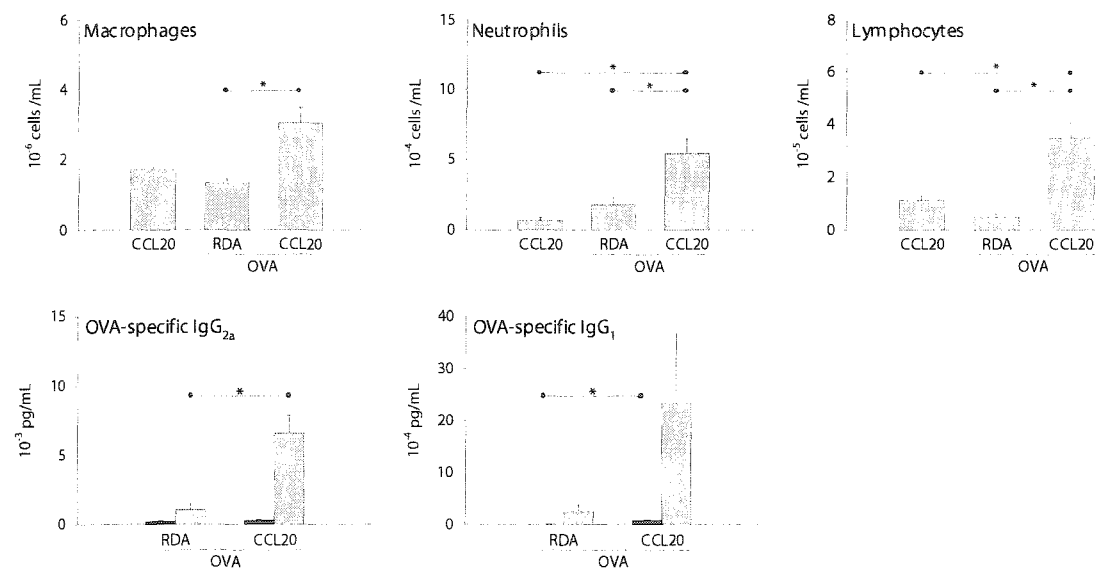 Macrophages
10⁻⁶ cells /mL
6
4
2
0
*
CCL20 RDA CCL20
OVA
Neutrophils
10⁻⁴ cells /mL
15
10
5
0
*
*
CCL20 RDA CCL20
OVA
Lymphocytes
10⁻⁵ cells /mL
8
6
4
2
0
*
*
CCL20 RDA CCL20
OVA
OVA-specific IgG₂ₐ
10⁻³ pg/mL
15
10
5
0
*
RDA CCL20
OVA
OVA-specific IgG₁
10⁻⁴ pg/mL
40
30
20
10
0
*
RDA CCL20
OVA